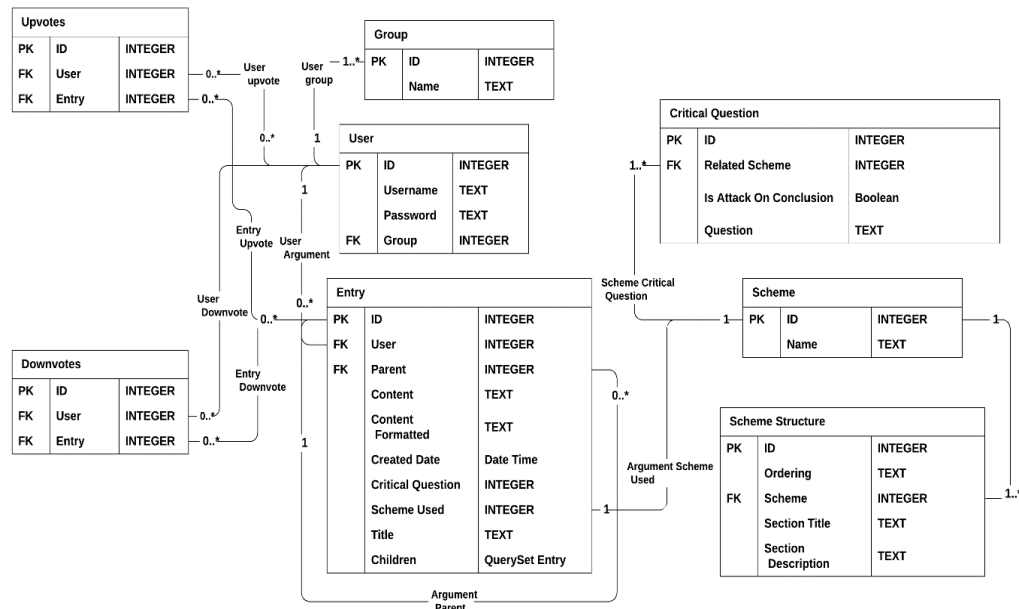 Upvotes
PK ID INTEGER
FK User INTEGER
FK Entry INTEGER
Group
PK ID INTEGER
Name TEXT
User
PK ID INTEGER
Username TEXT
Password TEXT
FK Group INTEGER
Critical Question
PK ID INTEGER
FK Related Scheme INTEGER
Is Attack On Conclusion Boolean
Question TEXT
Entry
PK ID INTEGER
FK User INTEGER
FK Parent INTEGER
Content TEXT
Content
Formatted
TEXT
Created Date Date Time
Critical Question INTEGER
Scheme Used INTEGER
Title TEXT
Children QuerySet Entry
Scheme
PK ID INTEGER
Name TEXT
Downvotes
PK ID INTEGER
FK User INTEGER
FK Entry INTEGER
Scheme Structure
PK ID INTEGER
Ordering TEXT
FK Scheme INTEGER
Section Title TEXT
Section
Description
TEXT
0..*
User
upvote
0..*
0..*
User
group
1..*
1
1
User
Argument
0..*
Entry
Upvote
0..*
User
Downvote
0..*
Entry
Downvote
0..*
1
0..*
Argument
Parent
1..*
Scheme Critical
Question
1
Argument Scheme
Used
1
1
1..*